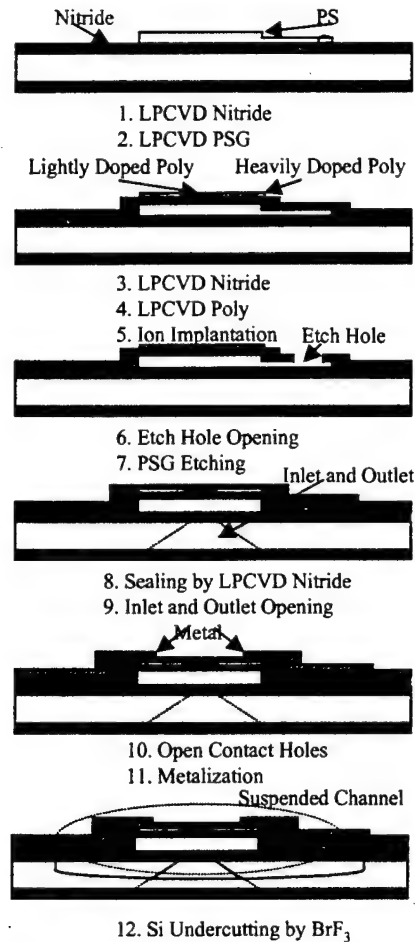 Nitride PS
1. LPCVD Nitride
2. LPCVD PSG
Lightly Doped Poly Heavily Doped Poly
3. LPCVD Nitride
4. LPCVD Poly
5. Ion Implantation Etch Hole
6. Etch Hole Opening
7. PSG Etching
Inlet and Outlet
8. Sealing by LPCVD Nitride
9. Inlet and Outlet Opening
Metal
10. Open Contact Holes
11. Metalization
Suspended Channel
12. Si Undercutting by BrF3